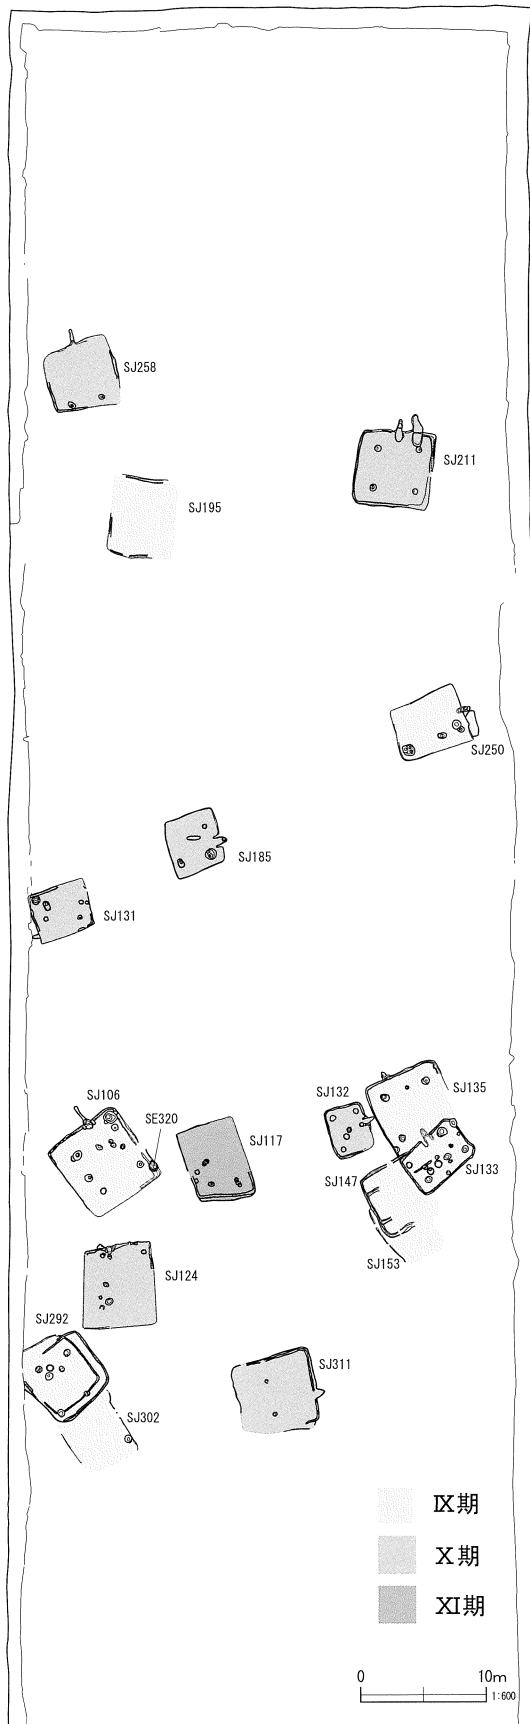 SJ258
SJ211
SJ195
SJ250
SJ185
SJ131
SJ106
SE320
SJ117
SJ132
SJ135
SJ147
SJ133
SJ153
SJ124
SJ292
SJ311
SJ302
Ⅸ期
Ⅹ期
Ⅺ期
0 10m
1:600